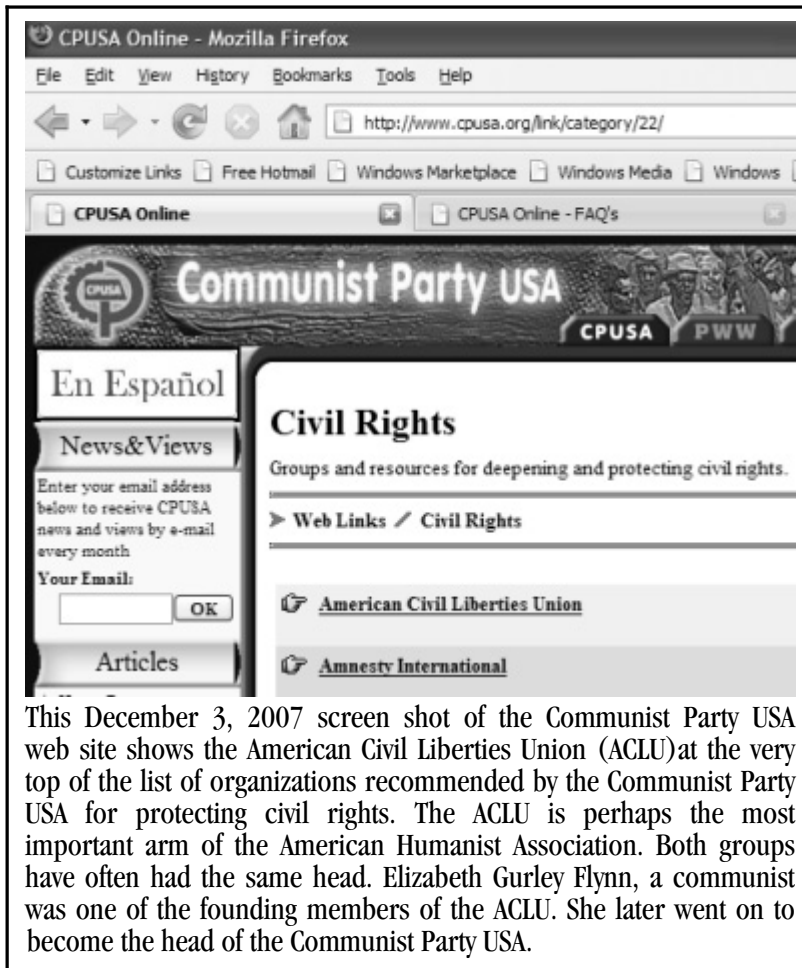 CPUSA Online - Mozilla Firefox
File Edit View History Bookmarks Tools Help
http://www.cpusa.org/link/category/22/
Customize Links Free Hotmail Windows Marketplace Windows Media Windows
CPUSA Online CPUSA Online - FAQ's
CPUSA Communist Party USA
CPUSA PWW
En Español
News&Views
Enter your email address
below to receive CPUSA
news and views by e-mail
every month
Your Email:
OK
Articles
Civil Rights
Groups and resources for deepening and protecting civil rights.
Web Links / Civil Rights
American Civil Liberties Union
Amnesty International
This December 3, 2007 screen shot of the Communist Party USA
web site shows the American Civil Liberties Union (ACLU)at the very
top of the list of organizations recommended by the Communist Party
USA for protecting civil rights. The ACLU is perhaps the most
important arm of the American Humanist Association. Both groups
have often had the same head. Elizabeth Gurley Flynn, a communist
was one of the founding members of the ACLU. She later went on to
become the head of the Communist Party USA.